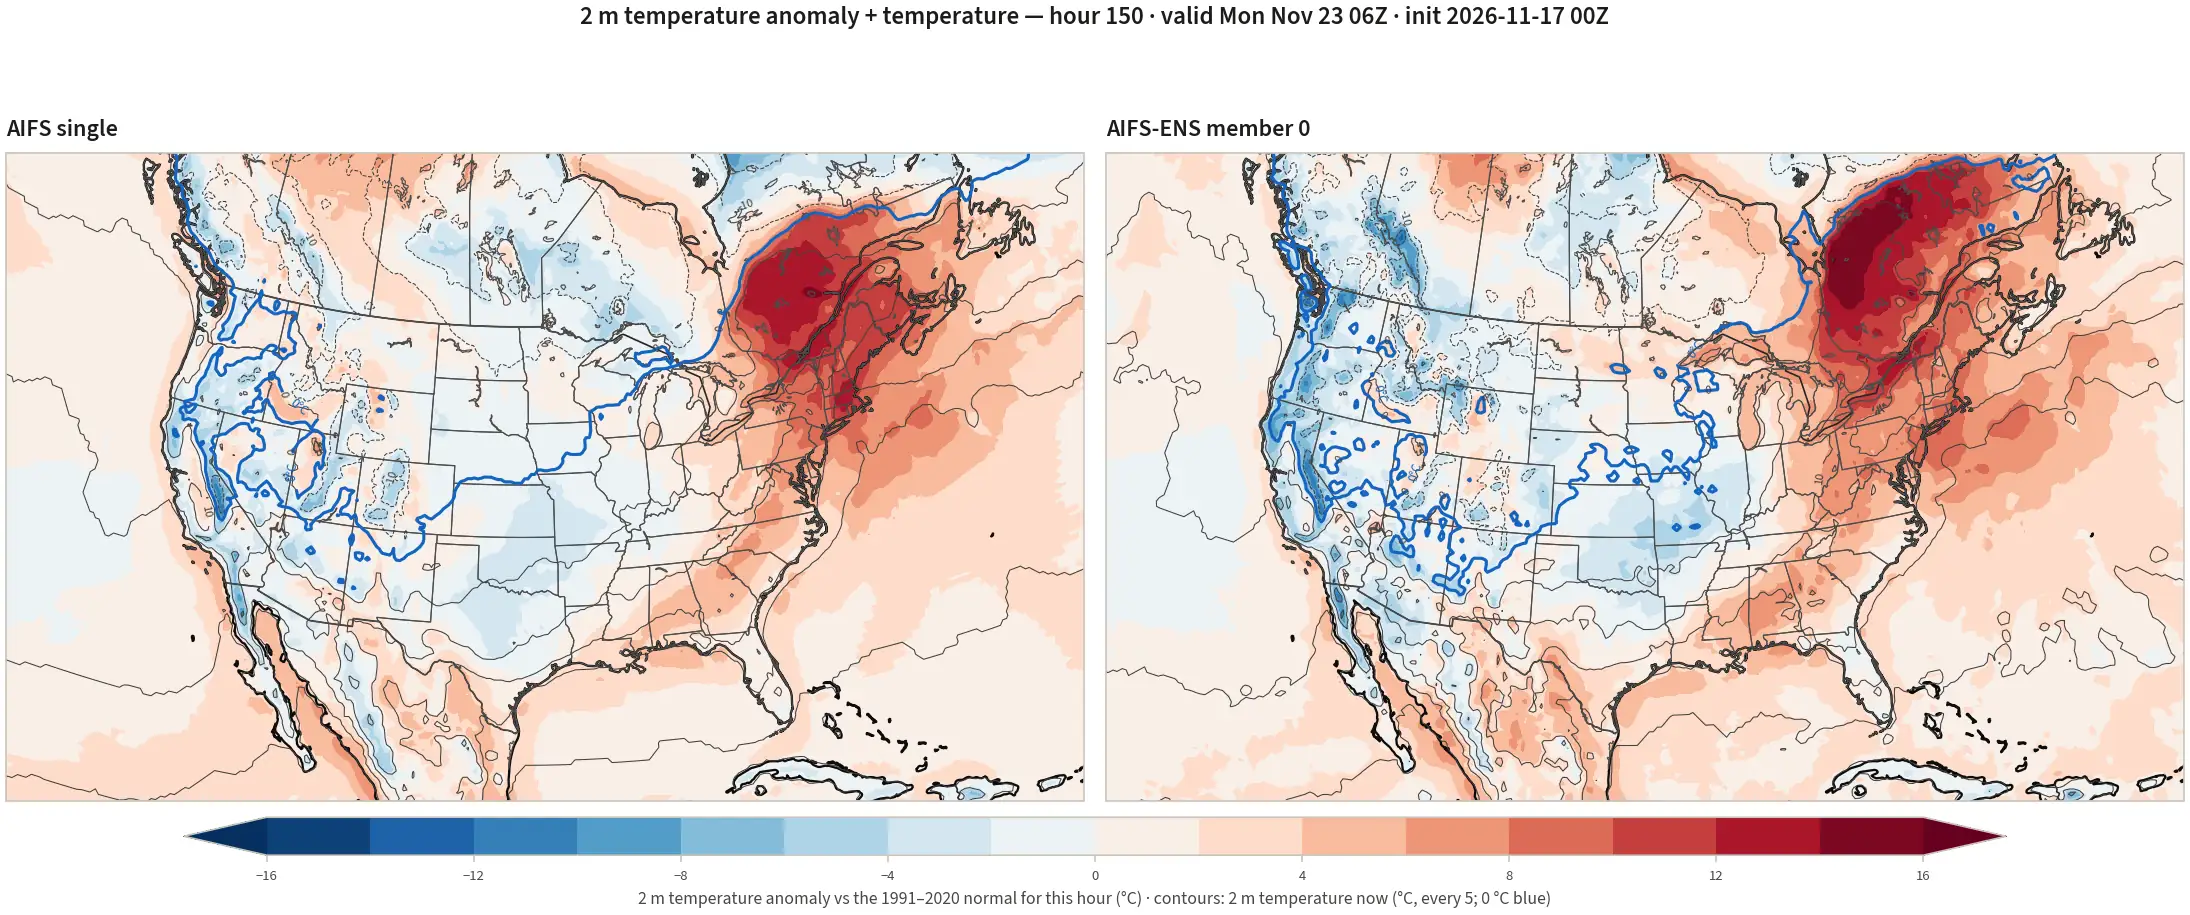 2 m temperature anomaly + temperature — hour 150 · valid Mon Nov 23 06Z · init 2026-11-17 00Z
AIFS single
AIFS-ENS member 0
−16 −12 −8 −4 0 4 8 12 16
2 m temperature anomaly vs the 1991–2020 normal for this hour (°C) · contours: 2 m temperature now (°C, every 5; 0 °C blue)